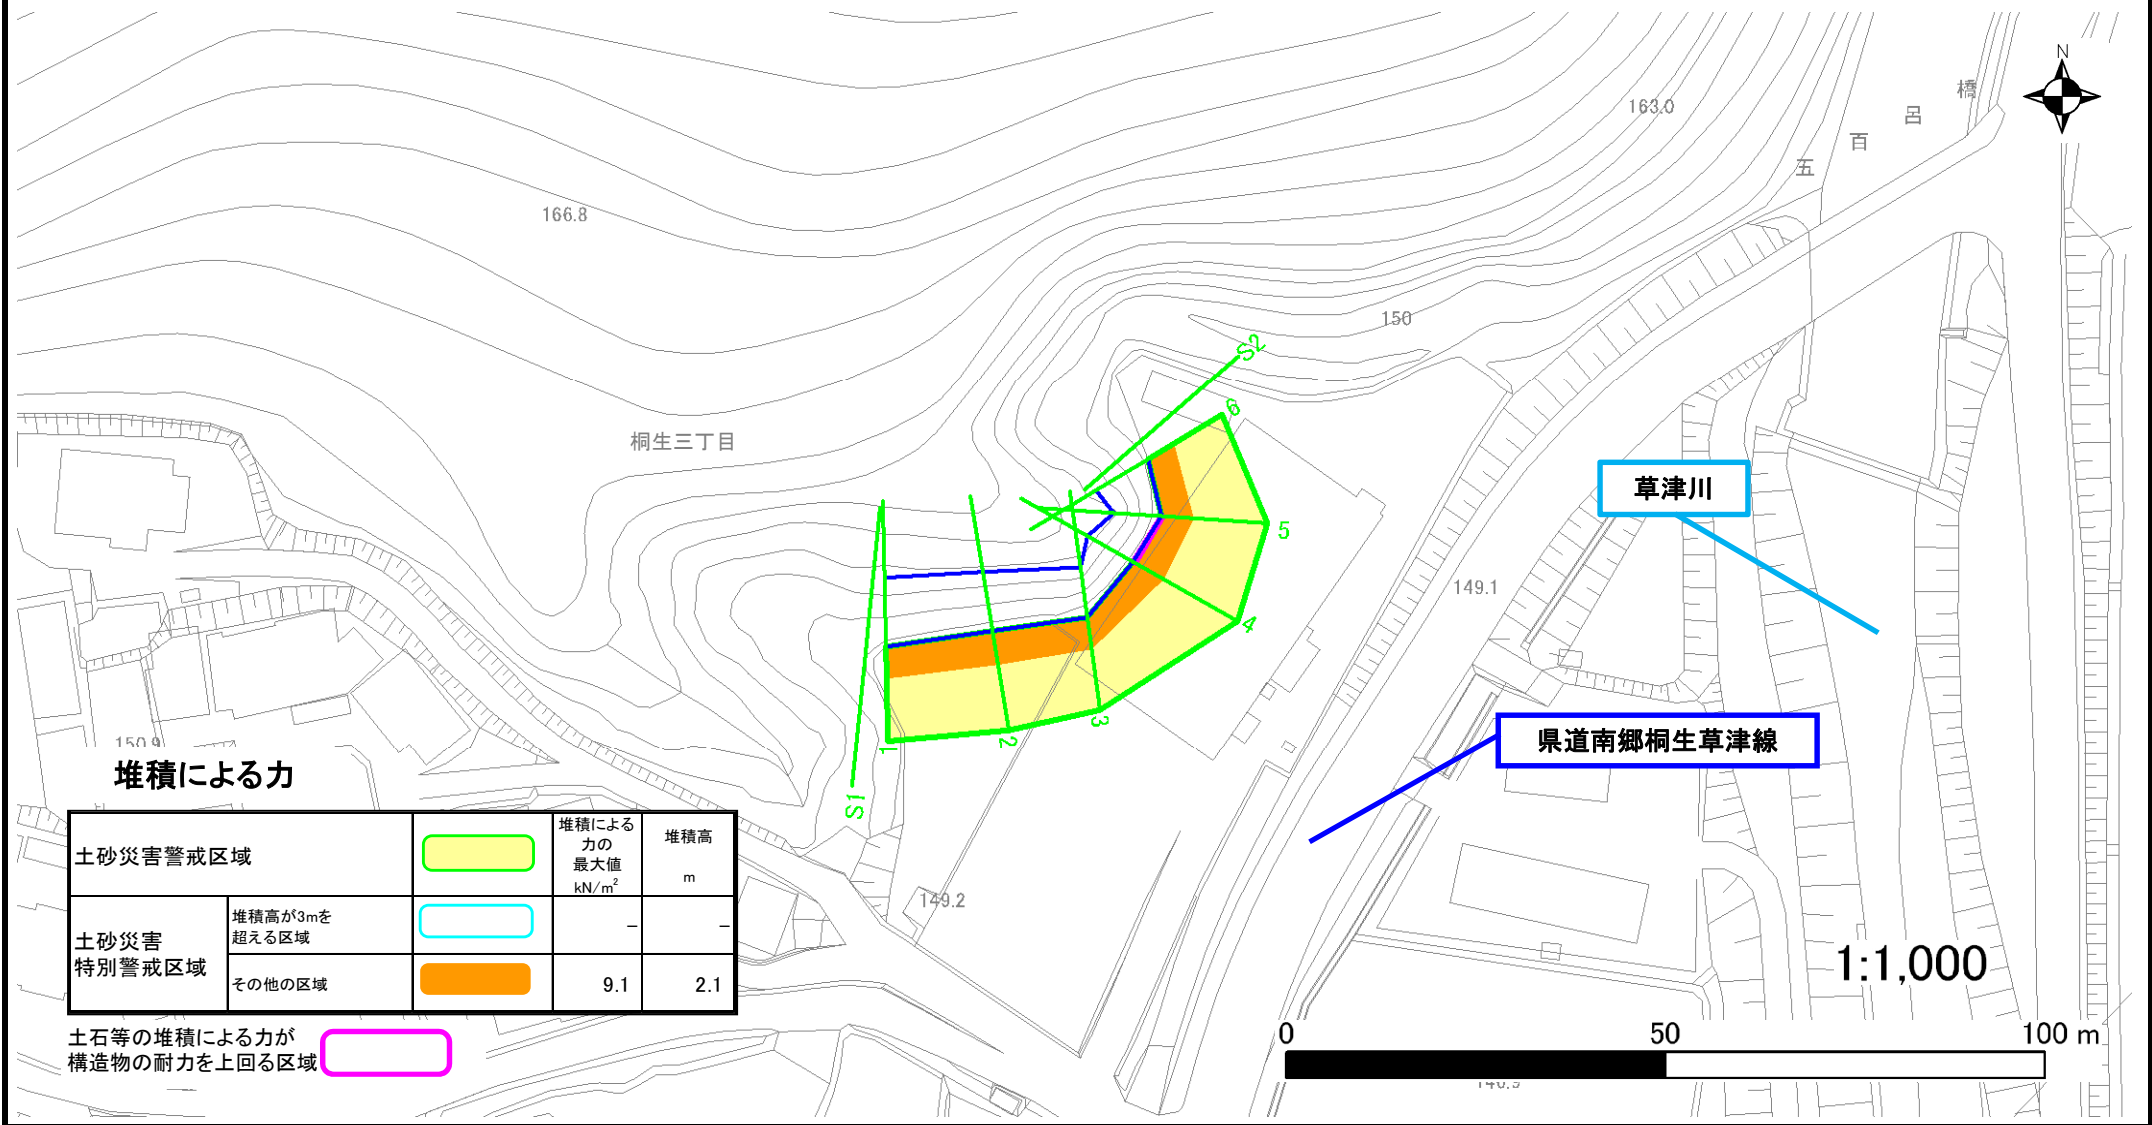 N
橋
呂
百
五
163.0
166.8
150
S2
6
桐生三丁目
草津川
5
149.1
4
3
2
1
県道南郷桐生草津線
150.9
S1
堆積による力
土砂災害警戒区域
堆積による
力の
最大値
kN/m²
堆積高
m
土砂災害
特別警戒区域
堆積高が3mを
超える区域
-
-
その他の区域
9.1
2.1
土石等の堆積による力が
構造物の耐力を上回る区域
149.2
1:1,000
0
50
100 m